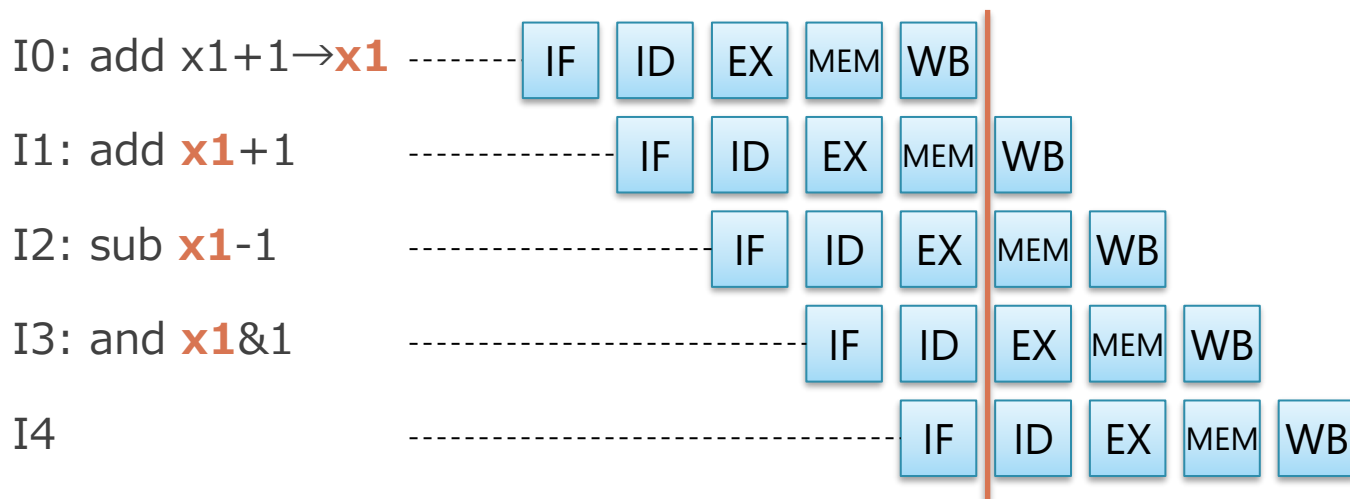 I0: add x1+1→x1 IF ID EX MEM WB
I1: add x1+1 IF ID EX MEM WB
I2: sub x1-1 IF ID EX MEM WB
I3: and x1&1 IF ID EX MEM WB
I4 IF ID EX MEM WB